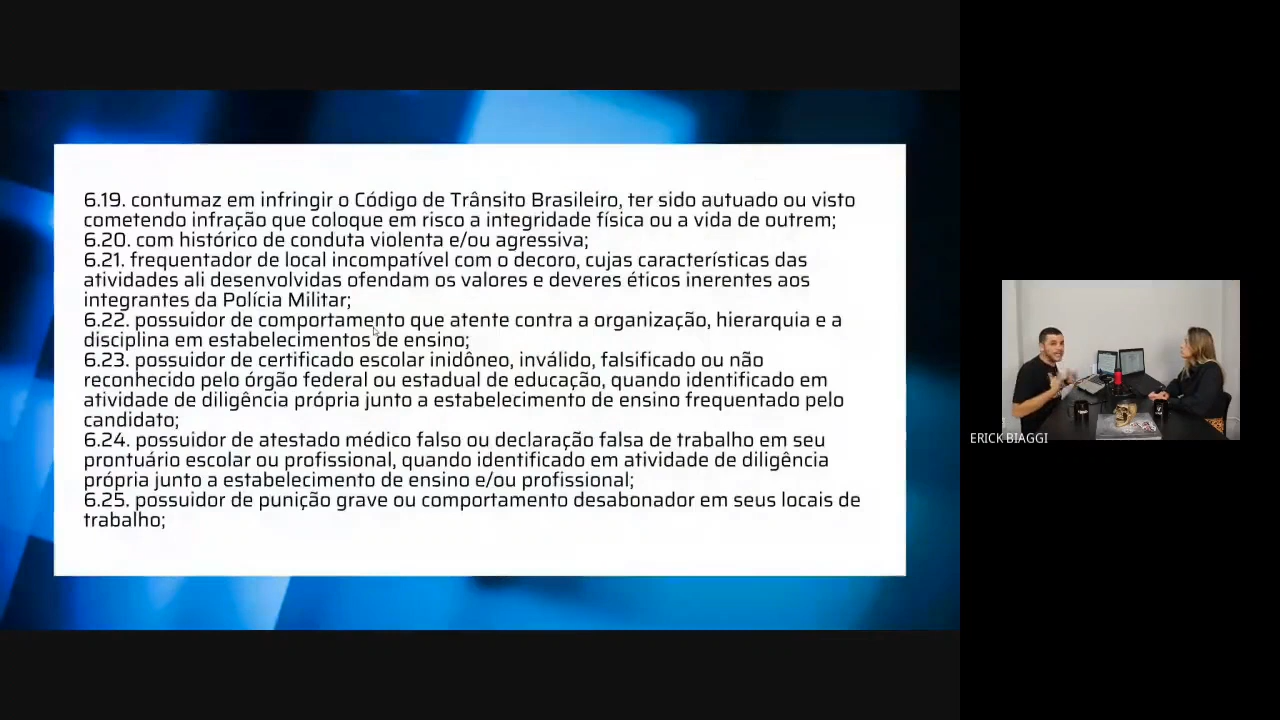 6.19. contumaz em infringir o Código de Trânsito Brasileiro, ter sido autuado ou visto
cometendo infração que coloque em risco a integridade física ou a vida de outrem;
6.20. com histórico de conduta violenta e/ou agressiva;
6.21. frequentador de local incompatível com o decoro, cujas características das
atividades ali desenvolvidas ofendam os valores e deveres éticos inerentes aos
integrantes da Polícia Militar;
6.22. possuidor de comportamento que atente contra a organização, hierarquia e a
disciplina em estabelecimentos de ensino;
6.23. possuidor de certificado escolar inidôneo, inválido, falsificado ou não
reconhecido pelo órgão federal ou estadual de educação, quando identificado em
atividade de diligência própria junto a estabelecimento de ensino frequentado pelo
candidato;
6.24. possuidor de atestado médico falso ou declaração falsa de trabalho em seu
prontuário escolar ou profissional, quando identificado em atividade de diligência
própria junto a estabelecimento de ensino e/ou profissional;
6.25. possuidor de punição grave ou comportamento desabonador em seus locais de
trabalho;
ERICK BIAGGI